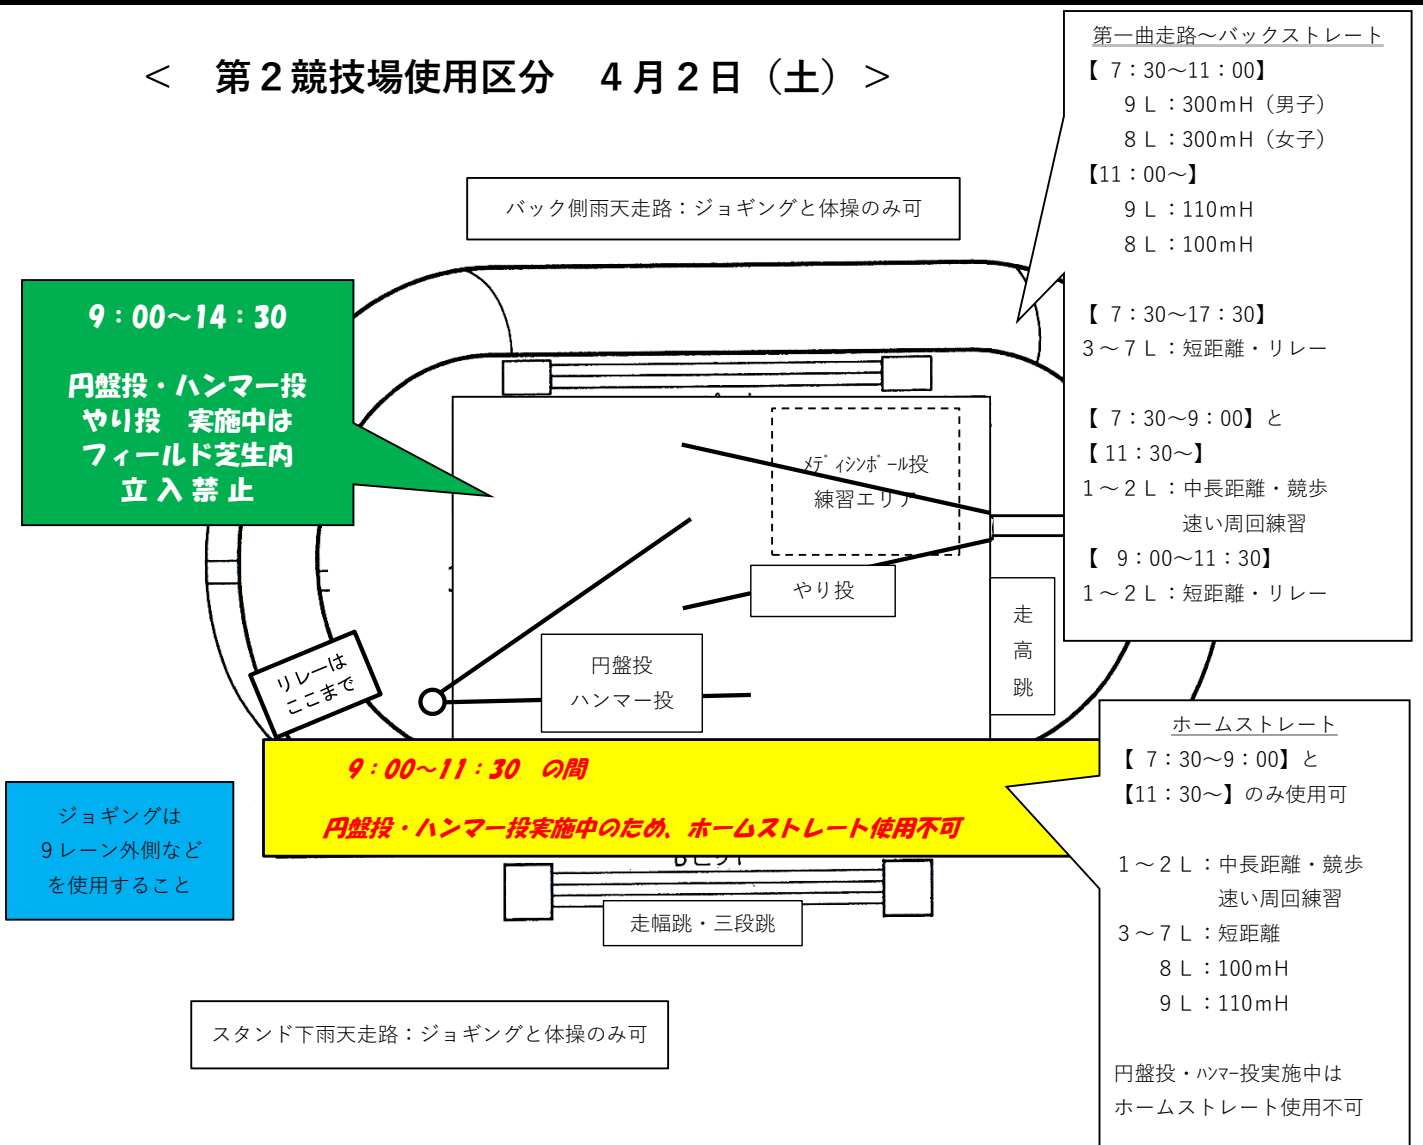 ＜　第２競技場使用区分　４月２日（土）＞
第一曲走路～バックストレート
【 7：30～11：00】
９Ｌ：300mH（男子）
８Ｌ：300mH（女子）
【11：00～】
９Ｌ：110mH
８Ｌ：100mH
【 7：30～17：30】
３～７Ｌ：短距離・リレー
【 7：30～9：00】と
【11：30～】
１～２Ｌ：中長距離・競歩
速い周回練習
【 9：00～11：30】
１～２Ｌ：短距離・リレー
バック側雨天走路：ジョギングと体操のみ可
9：00～14：30
円盤投・ハンマー投
やり投　実施中は
フィールド芝生内
立入禁止
ﾒﾃﾞｨｼﾝﾎﾞｰﾙ投
練習エリア
やり投
走
高
跳
円盤投
ハンマー投
リレーは
ここまで
9：00～11：30　の間
円盤投・ハンマー投実施中のため、ホームストレート使用不可
ジョギングは
９レーン外側など
を使用すること
Bピット
走幅跳・三段跳
スタンド下雨天走路：ジョギングと体操のみ可
ホームストレート
【 7：30～9：00】と
【11：30～】のみ使用可
１～２Ｌ：中長距離・競歩
速い周回練習
３～７Ｌ：短距離
８Ｌ：100mH
９Ｌ：110mH
円盤投・ﾊﾝﾏｰ投実施中は
ホームストレート使用不可